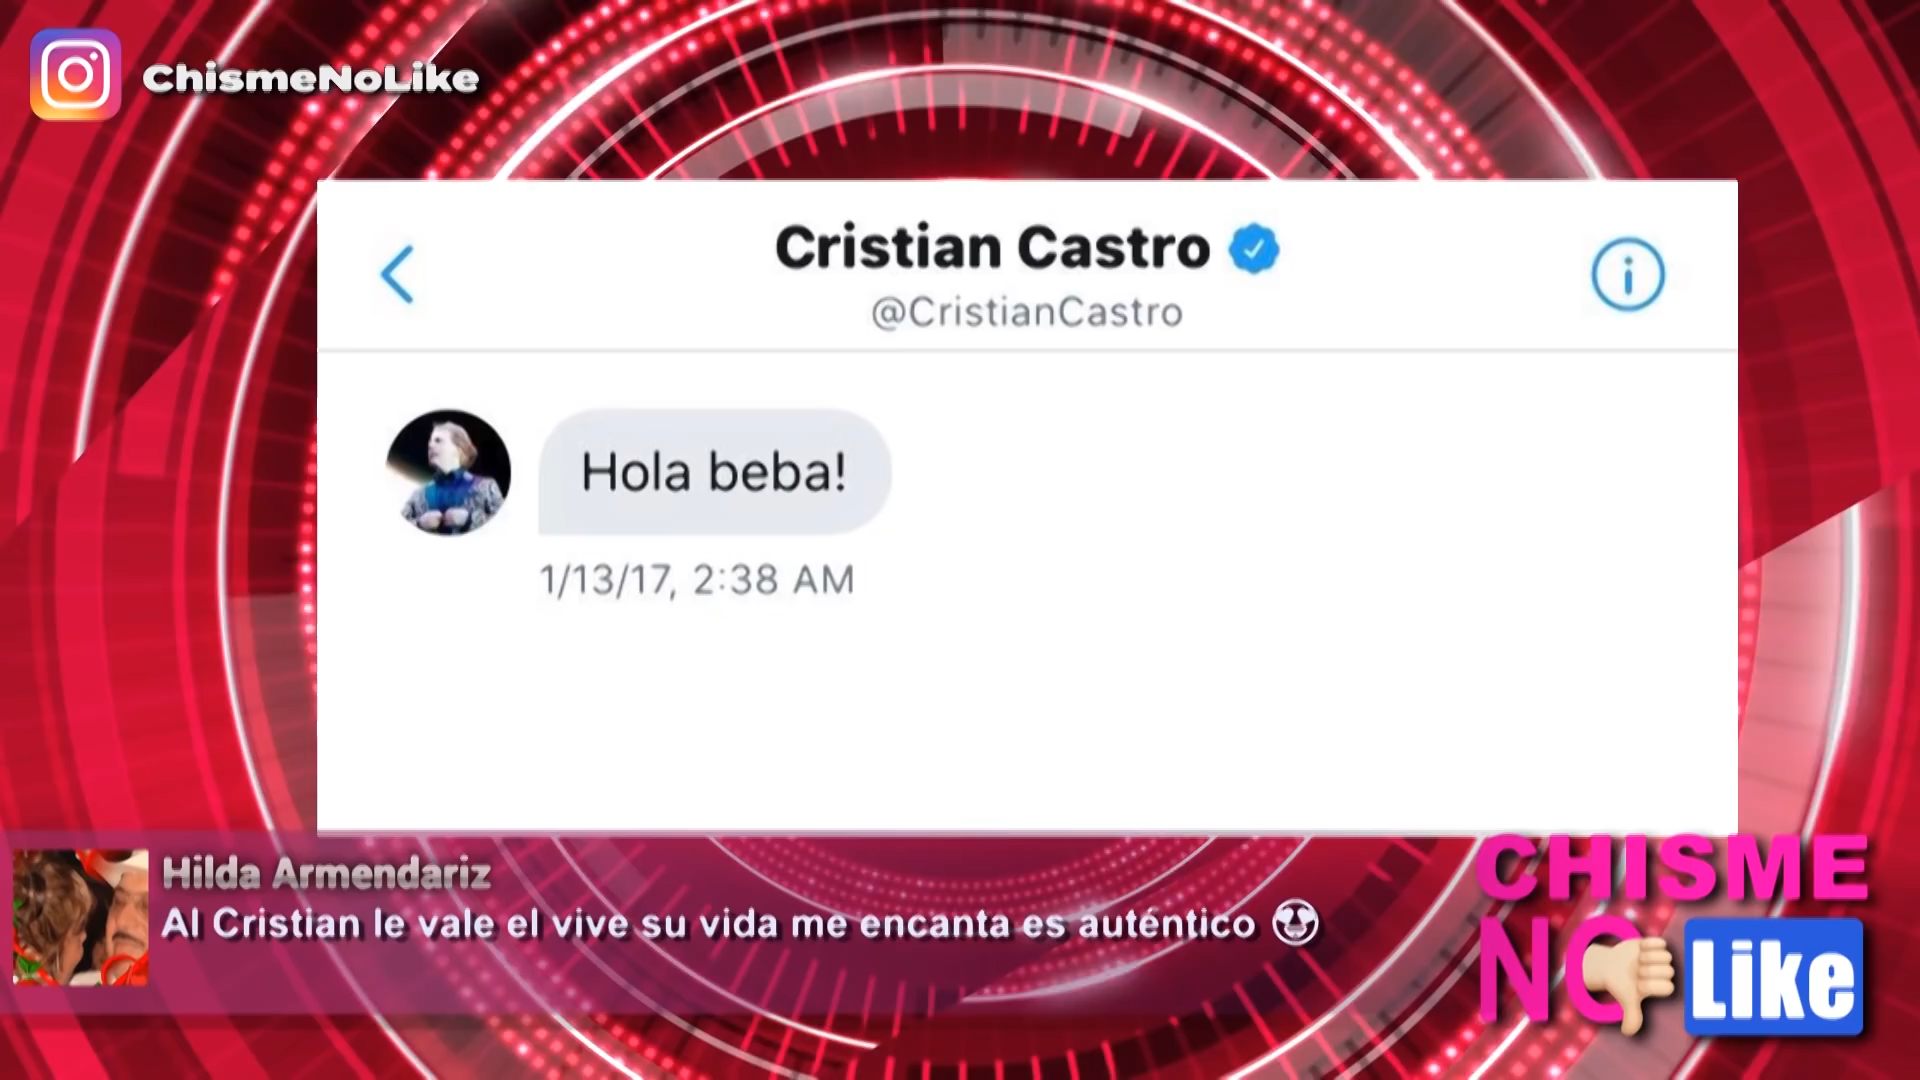 ChismeNoLike
Cristian Castro
@CristianCastro
Hola beba!
1/13/17, 2:38 AM
Hilda Armendariz
Al Cristian le vale el vive su vida me encanta es auténtico 😍
CHISME
NO Like